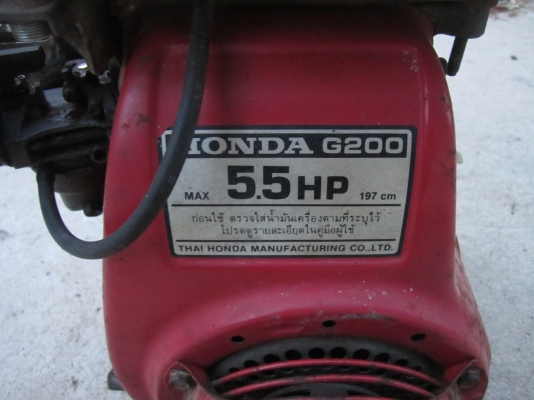 HONDA G200
MAX 5.5HP 197 cm
ก่อนใช้ ตรวจใส่น้ำมันเครื่องตามที่ระบุไว้
โปรดดูรายละเอียดในคู่มือผู้ใช้
THAI HONDA MANUFACTURING CO.,LTD.